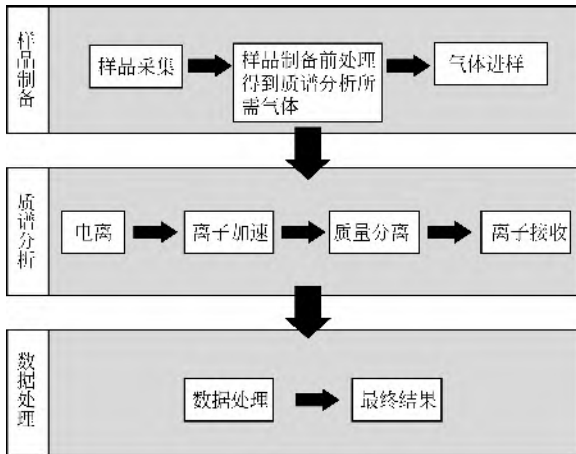 样品制备
样品采集
样品制备前处理
得到质谱分析所
需气体
气体进样
质谱分析
电离
离子加速
质量分离
离子接收
数据处理
数据处理
最终结果